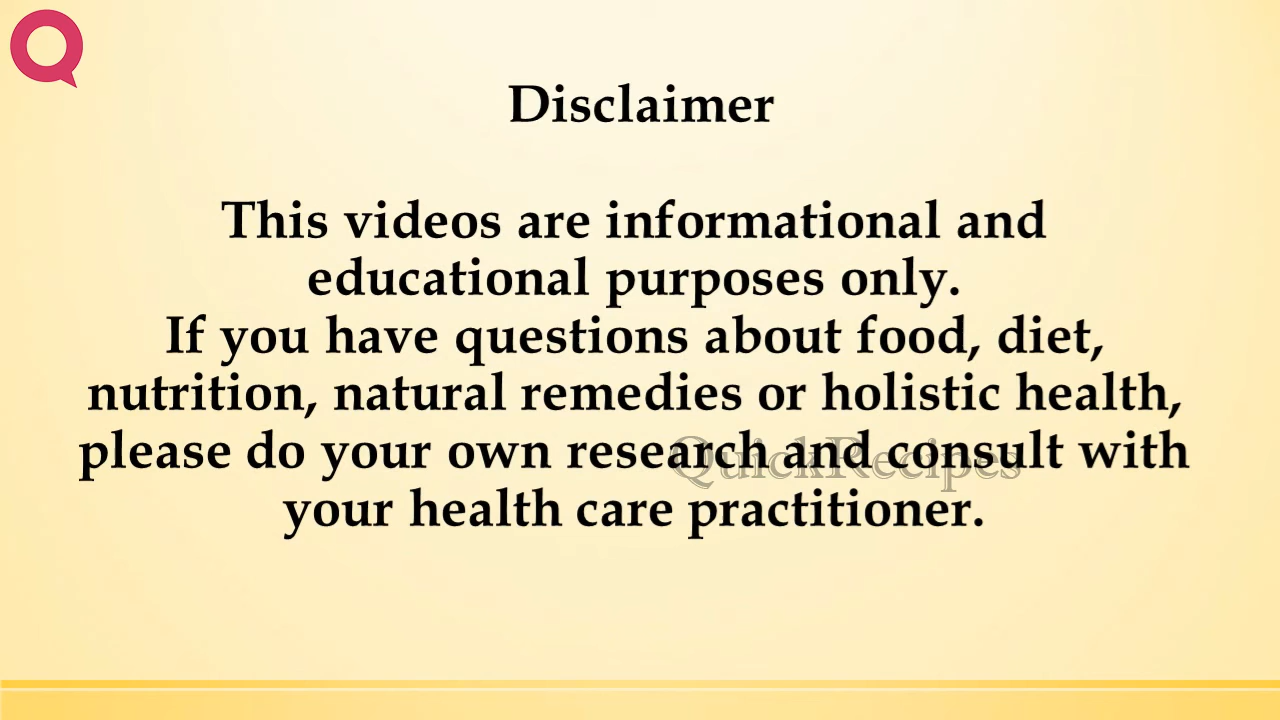 Disclaimer
This videos are informational and
educational purposes only.
If you have questions about food, diet,
nutrition, natural remedies or holistic health,
please do your own research and consult with
QuickRecipes
your health care practitioner.